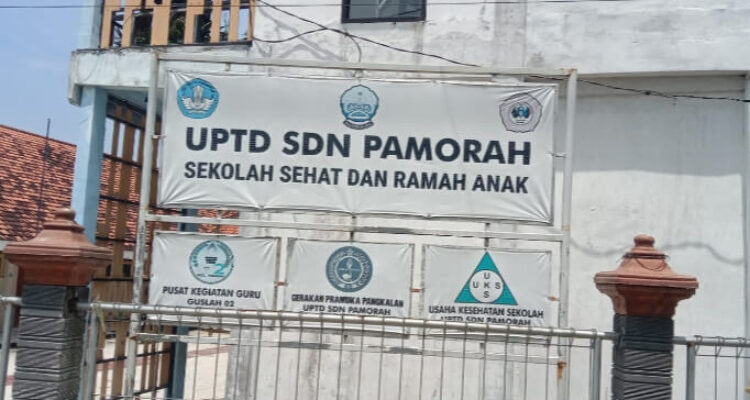 UPTD SDN PAMORAH
SEKOLAH SEHAT DAN RAMAH ANAK
PUSAT KEGIATAN GURU
GUSLAH 02
GERAKAN PRAMUKA PANGKALAN
UPTD SDN PAMORAH
UKS
U
S
USAHA KESEHATAN SEKOLAH
UPTD SDN PAMORAH